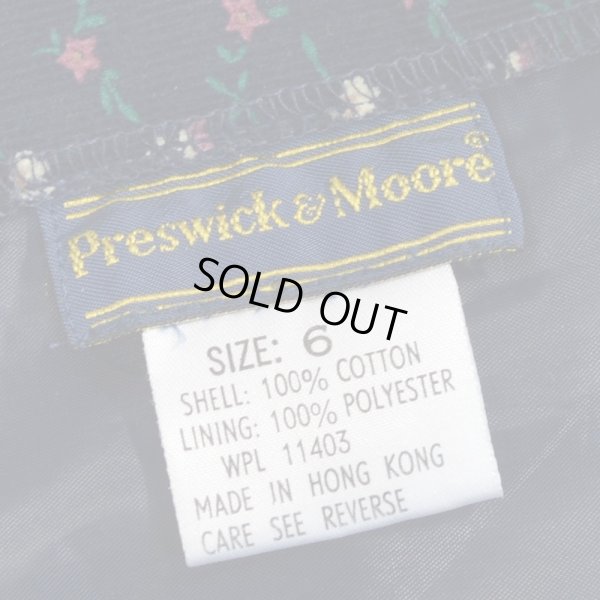 Preswick & Moore®
SOLD OUT
SIZE: 6
SHELL: 100% COTTON
LINING: 100% POLYESTER
WPL 11403
MADE IN HONG KONG
CARE SEE REVERSE